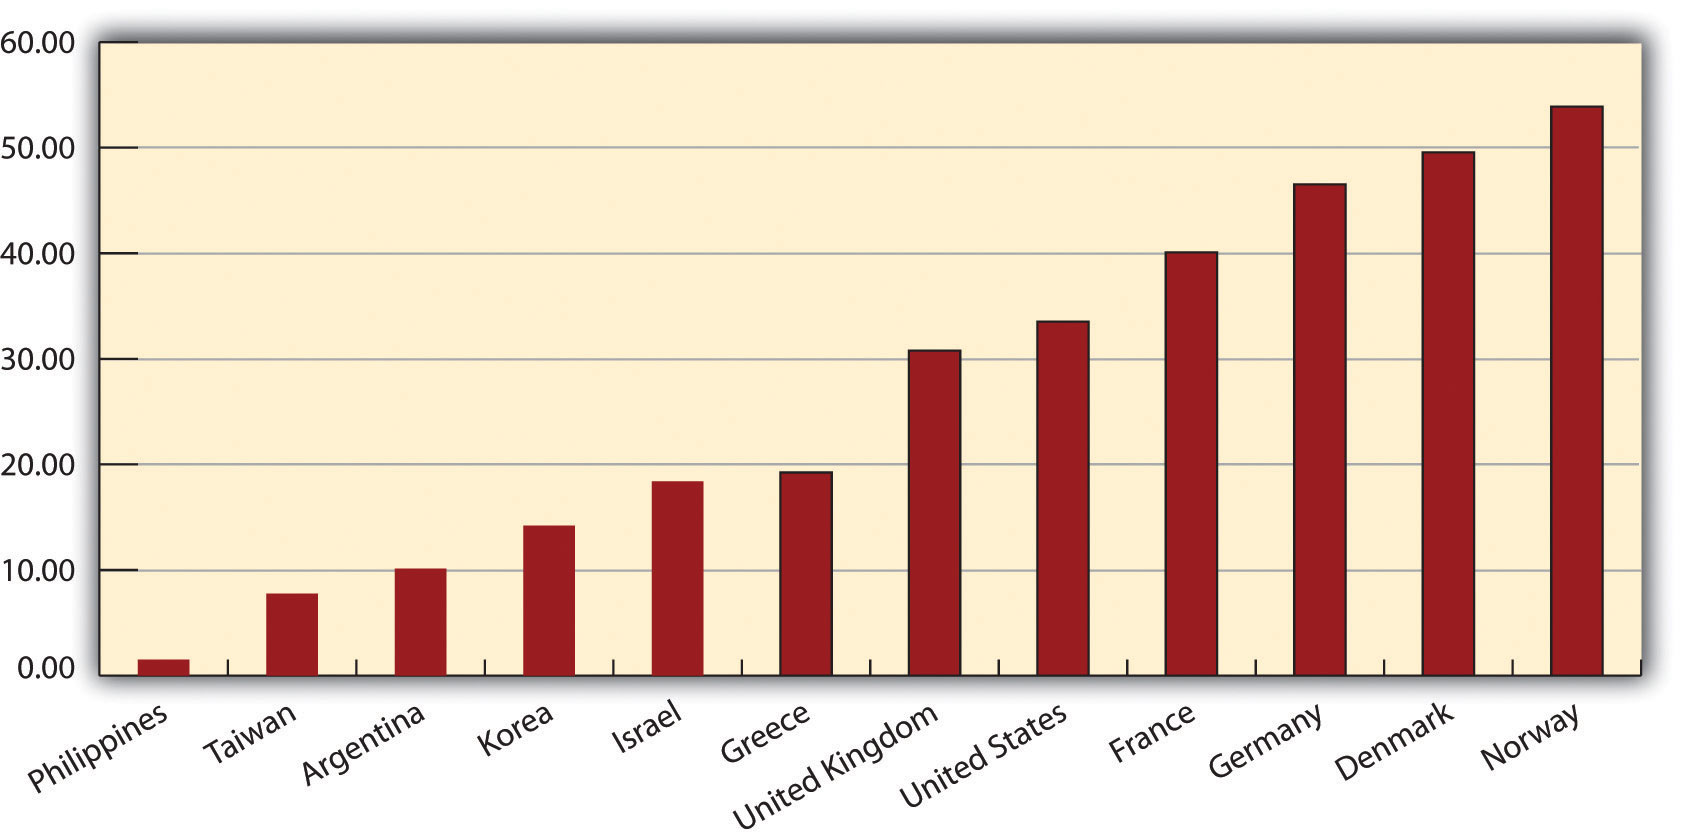 60.00
50.00
40.00
30.00
20.00
10.00
0.00
Philippines
Taiwan
Argentina
Korea
Israel
Greece
United Kingdom
United States
France
Germany
Denmark
Norway